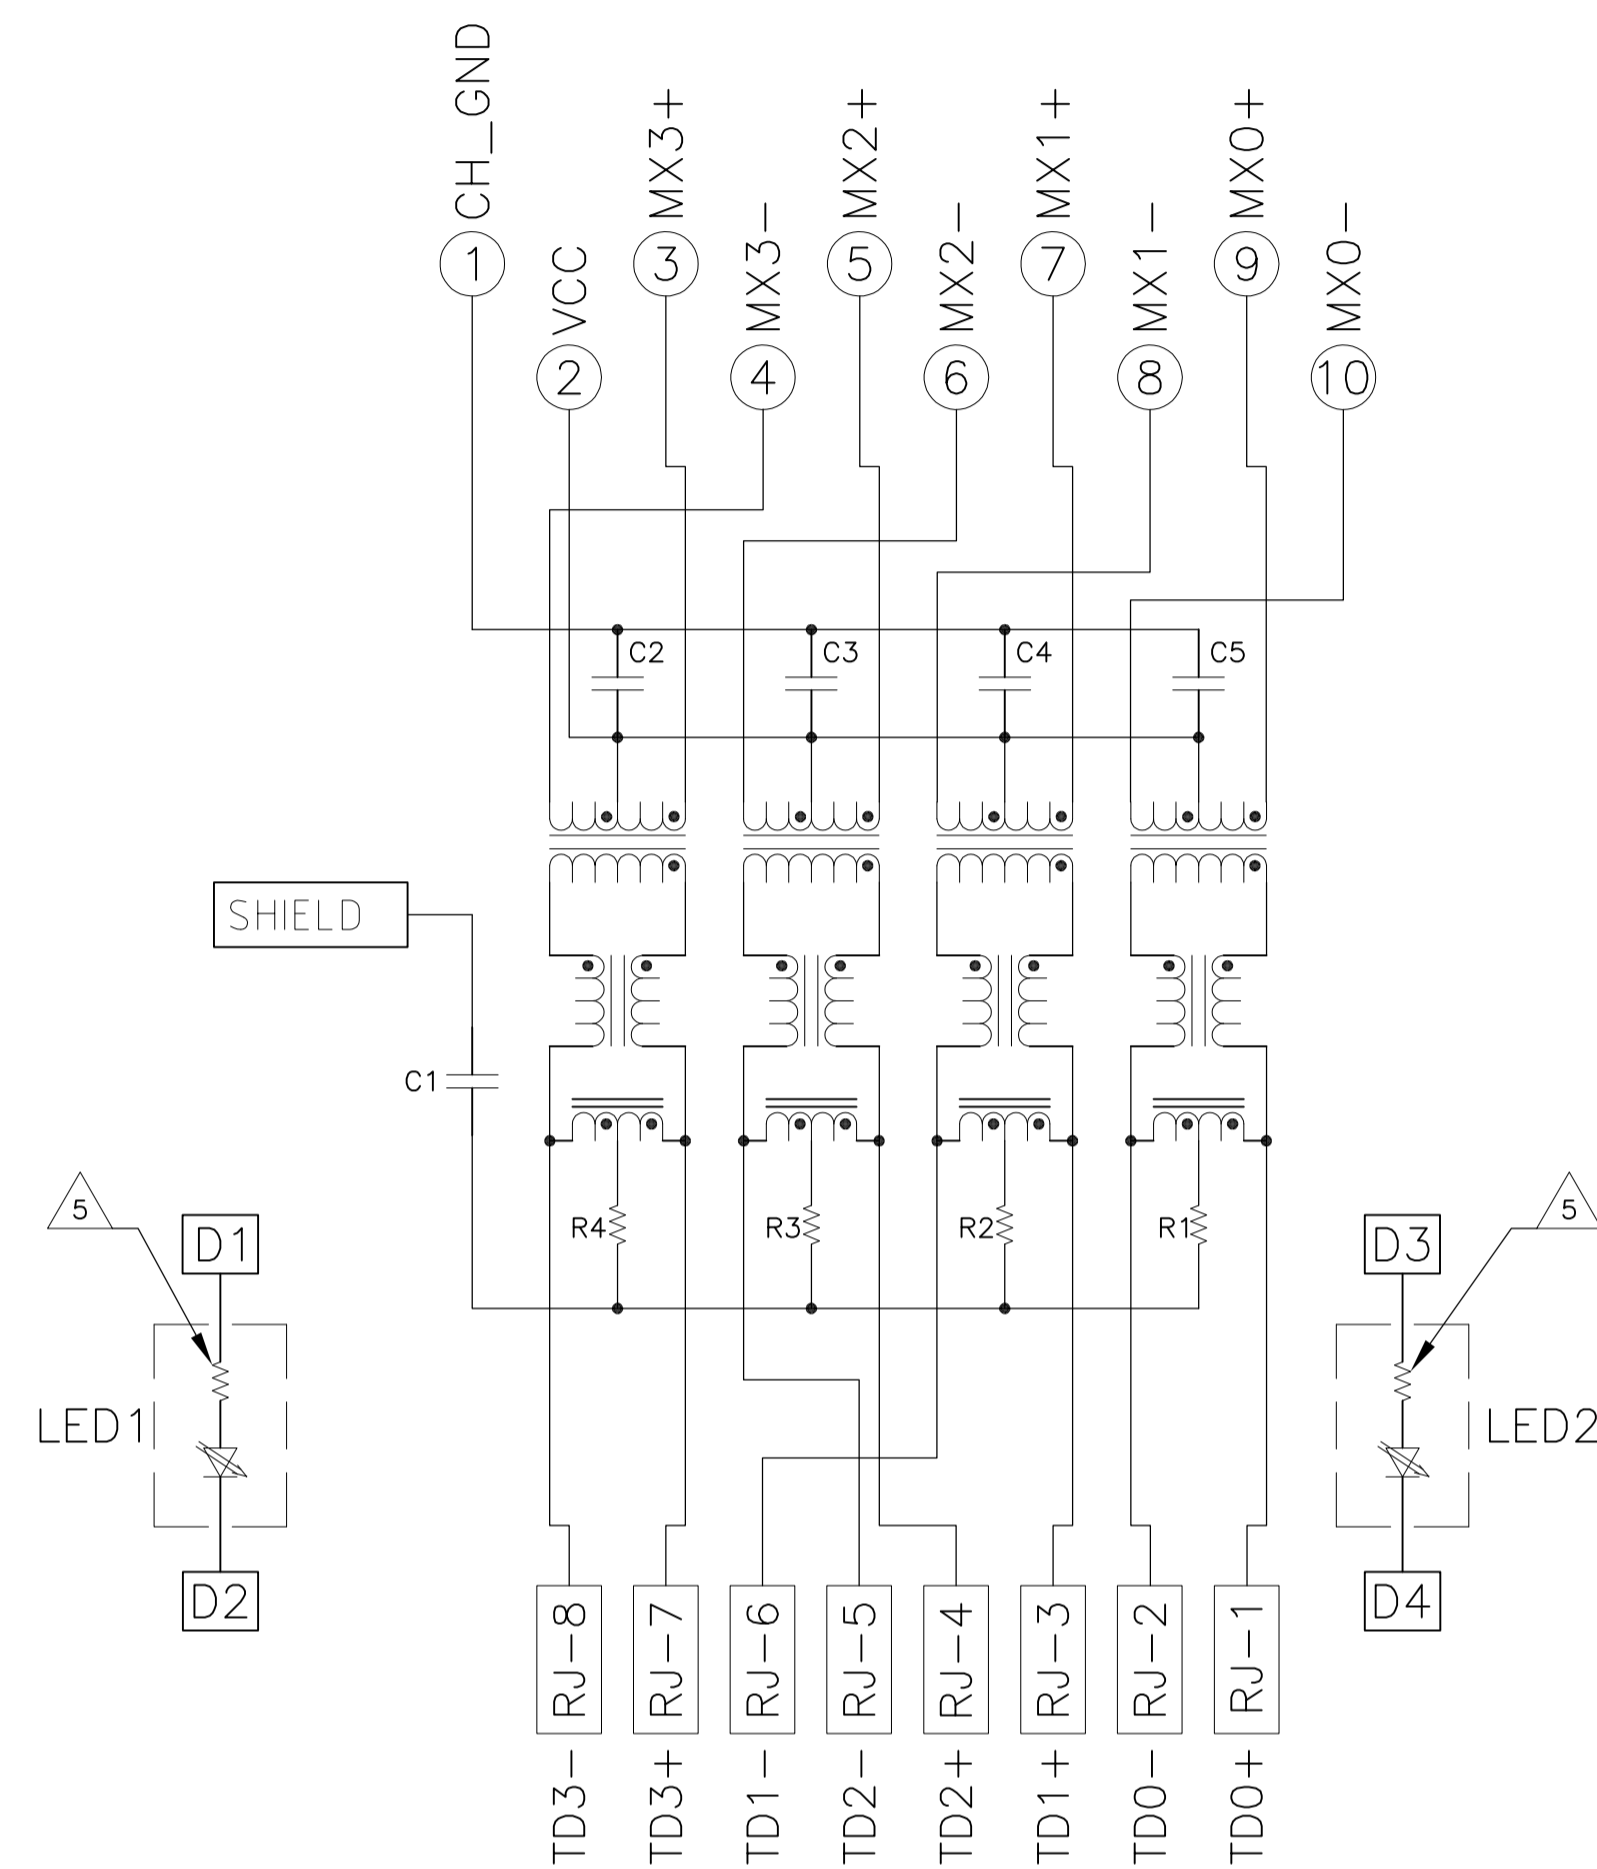 CH_GND
MX3+
MX2+
MX1+
MX0+
VCC
MX3-
MX2-
MX1-
MX0-
1
3
5
7
9
2
4
6
8
10
C2
C3
C4
C5
SHIELD
C1
5
5
D1
R4
R3
R2
R1
D3
LED1
LED2
D2
D4
RJ-8
RJ-7
RJ-6
RJ-5
RJ-4
RJ-3
RJ-2
RJ-1
TD3-
TD3+
TD1-
TD2-
TD2+
TD1+
TD0-
TD0+